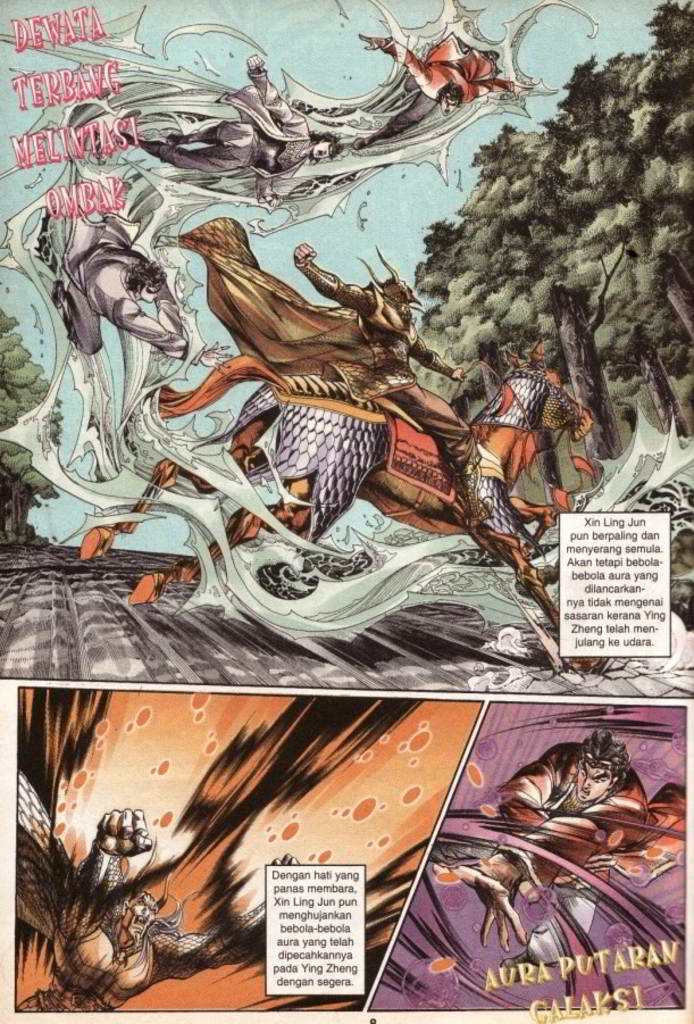 DEWATA
TERBANG
MELINTASI
OMBAK
Xin Ling Jun
pun berpaling dan
menyerang semula.
Akan tetapi bebola-
bebola aura yang
dilancarkan-
nya tidak mengenai
sasaran kerana Ying
Zheng telah men-
julang ke udara.
Dengan hati yang
panas membara,
Xin Ling Jun pun
menghujankan
bebola-bebola
aura yang telah
dipecahkannya
pada Ying Zheng
dengan segera.
AURA PUTARAN
GALAKSI